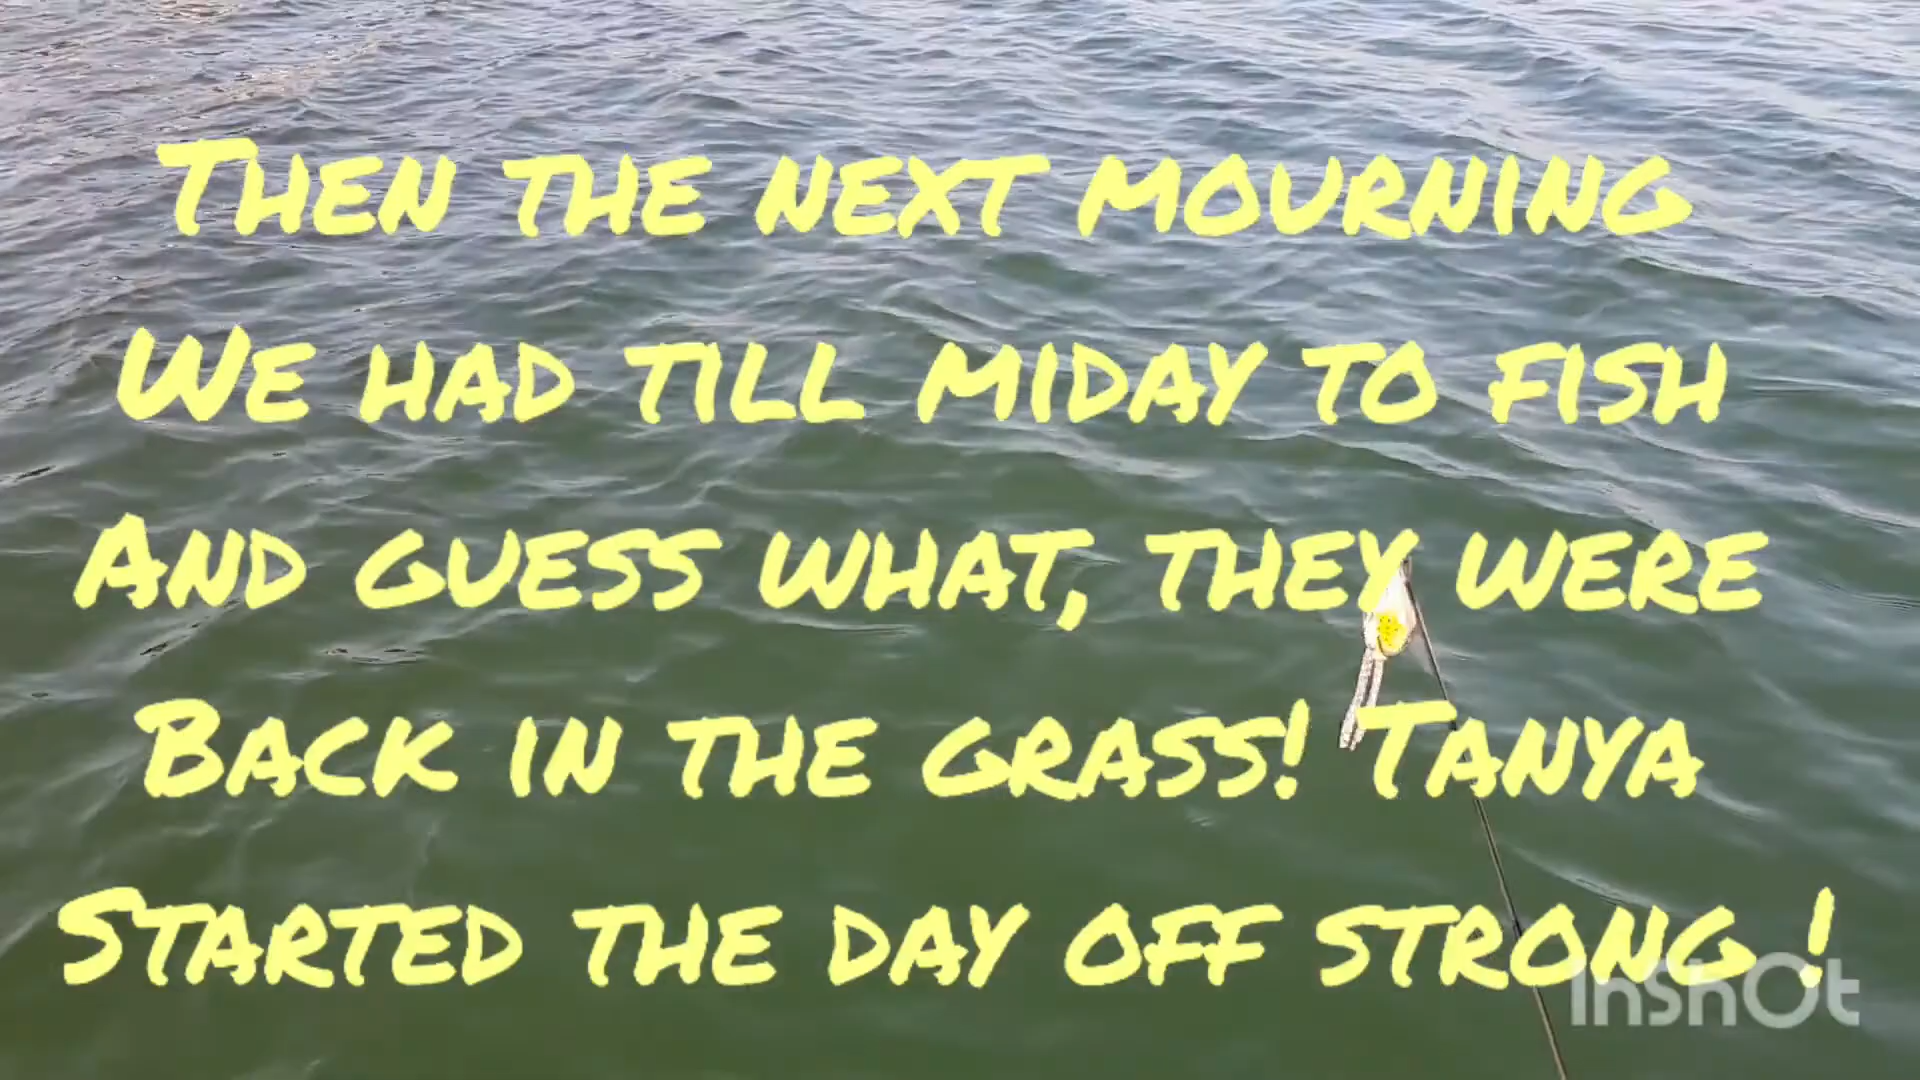 Then the next mourning
We had till miday to fish
And guess what, they were
Back in the grass! Tanya
Started the day off strong !
InShOt